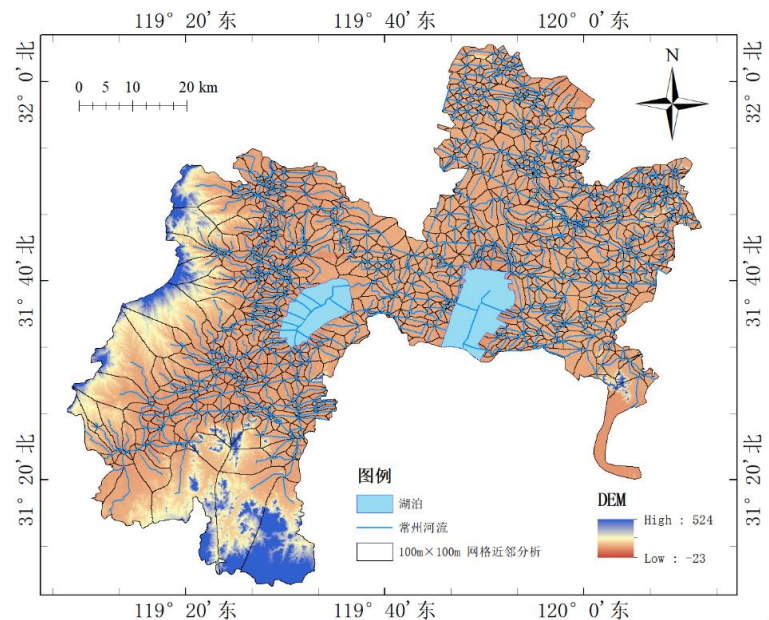 119° 20'东 119° 40'东 120° 0'东
N
0 5 10 20 km
32° 0'北
32° 0'北
31° 40'北
31° 40'北
31° 20'北
31° 20'北
图例
湖泊
常州河流
100m×100m 网格近邻分析
DEM
High : 524
Low : -23
119° 20'东 119° 40'东 120° 0'东